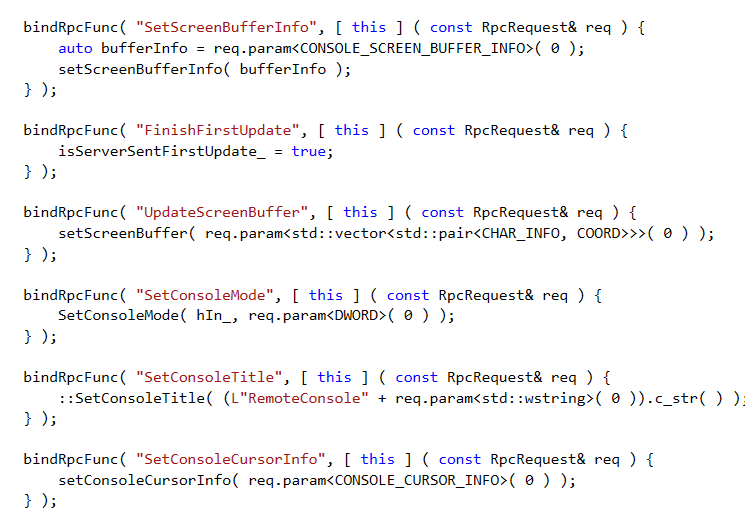 bindRpcFunc( "SetScreenBufferInfo", [ this ] ( const RpcRequest& req ) {
    auto bufferInfo = req.param<CONSOLE_SCREEN_BUFFER_INFO>( 0 );
    setScreenBufferInfo( bufferInfo );
} );

bindRpcFunc( "FinishFirstUpdate", [ this ] ( const RpcRequest& req ) {
    isServerSentFirstUpdate_ = true;
} );

bindRpcFunc( "UpdateScreenBuffer", [ this ] ( const RpcRequest& req ) {
    setScreenBuffer( req.param<std::vector<std::pair<CHAR_INFO, COORD>>>( 0 ) );
} );

bindRpcFunc( "SetConsoleMode", [ this ] ( const RpcRequest& req ) {
    SetConsoleMode( hIn_, req.param<DWORD>( 0 ) );
} );

bindRpcFunc( "SetConsoleTitle", [ this ] ( const RpcRequest& req ) {
    ::SetConsoleTitle( (L"RemoteConsole" + req.param<std::wstring>( 0 )).c_str( ) );
} );

bindRpcFunc( "SetConsoleCursorInfo", [ this ] ( const RpcRequest& req ) {
    setConsoleCursorInfo( req.param<CONSOLE_CURSOR_INFO>( 0 ) );
} );